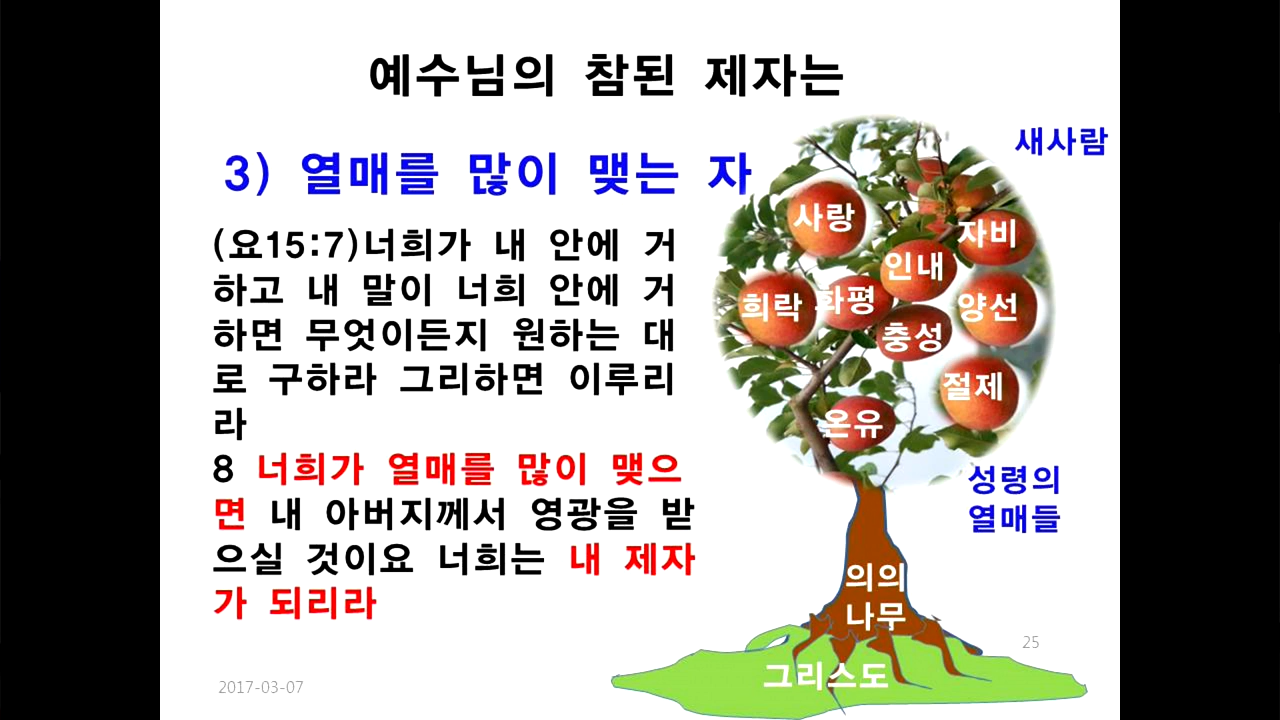 예수님의 참된 제자는
새사람
3) 열매를 많이 맺는 자
(요15:7)너희가 내 안에 거
하고 내 말이 너희 안에 거
하면 무엇이든지 원하는 대
로 구하라 그리하면 이루리
라
8 너희가 열매를 많이 맺으
면 내 아버지께서 영광을 받
으실 것이요 너희는 내 제자
가 되리라
사랑
자비
인내
희락
화평
양선
충성
절제
온유
성령의
열매들
의의
나무
그리스도
25
2017-03-07